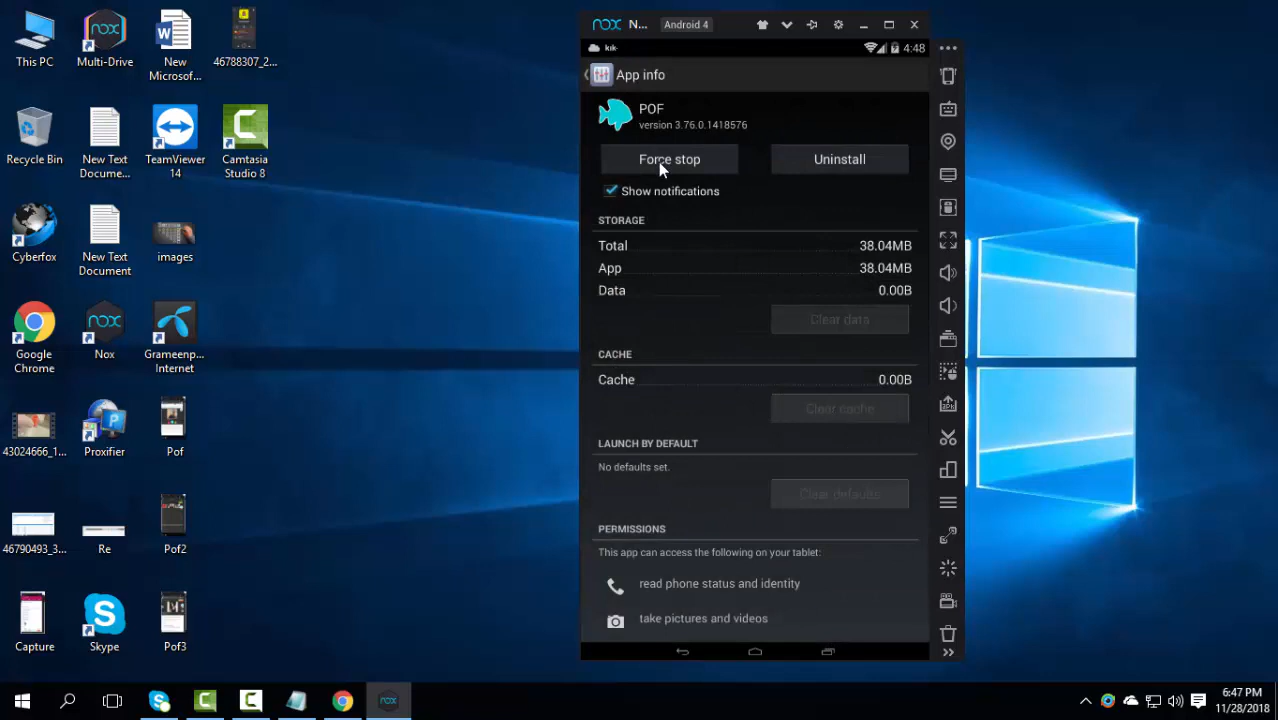 This PC
Multi-Drive
New
Microsof...
46788307_2...
Recycle Bin
New Text
Docume...
TeamViewer
14
Camtasia
Studio 8
Cyberfox
New Text
Document
images
Google
Chrome
Nox
Grameenp...
Internet
43024666_1...
Proxifier
Pof
46790493_3...
Re
Pof2
Capture
Skype
Pof3
nox N... Android 4
kik 4:48
App info
POF
version 3.76.0.1418576
Force stop
Uninstall
Show notifications
STORAGE
Total 38.04MB
App 38.04MB
Data 0.00B
Clear data
CACHE
Cache 0.00B
Clear cache
LAUNCH BY DEFAULT
No defaults set.
Clear defaults
PERMISSIONS
This app can access the following on your tablet:
read phone status and identity
take pictures and videos
6:47 PM
11/28/2018